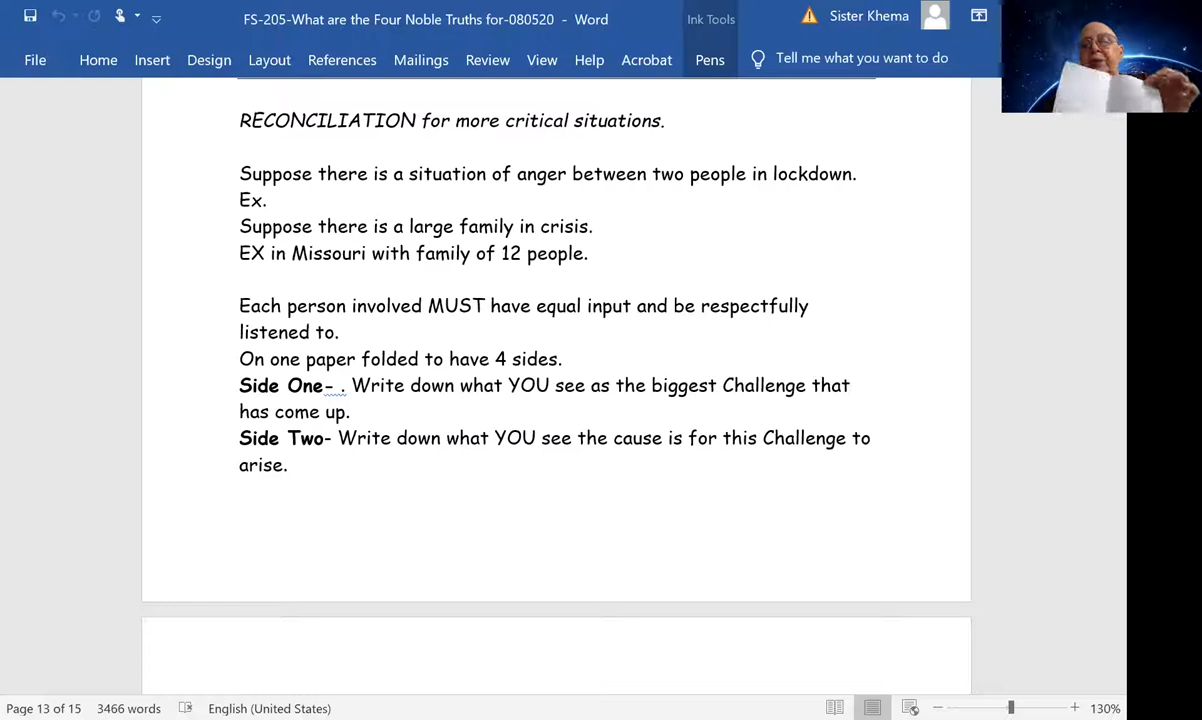 FS-205-What are the Four Noble Truths for-080520 - Word
Ink Tools
Sister Khema
File Home Insert Design Layout References Mailings Review View Help Acrobat Pens Tell me what you want to do
RECONCILIATION for more critical situations.
Suppose there is a situation of anger between two people in lockdown.
Ex.
Suppose there is a large family in crisis.
EX in Missouri with family of 12 people.
Each person involved MUST have equal input and be respectfully
listened to.
On one paper folded to have 4 sides.
Side One- . Write down what YOU see as the biggest Challenge that
has come up.
Side Two- Write down what YOU see the cause is for this Challenge to
arise.
Page 13 of 15 3466 words English (United States) 130%